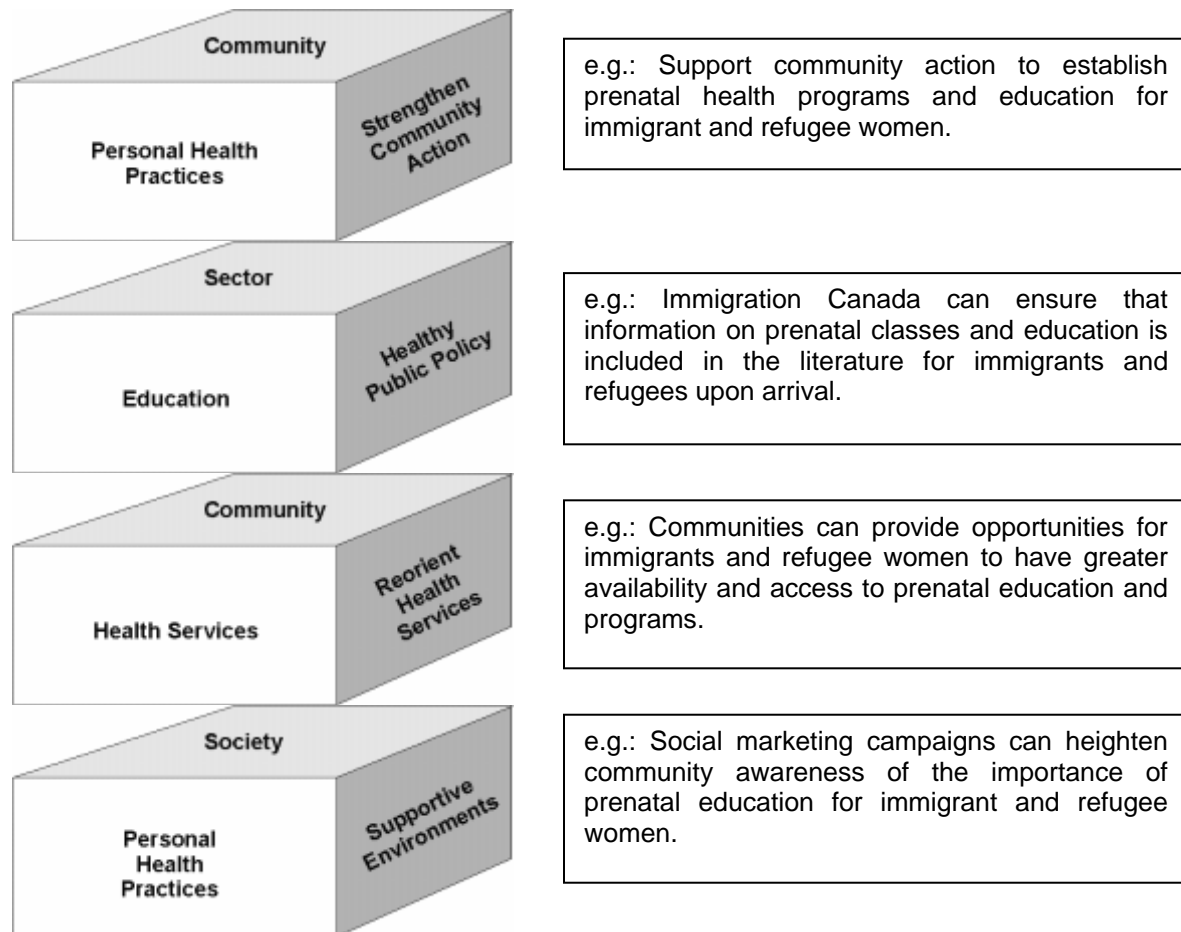 Community
Personal Health
Practices
Strengthen
Community
Action
e.g.: Support community action to establish
prenatal health programs and education for
immigrant and refugee women.
Sector
Education
Healthy
Public Policy
e.g.: Immigration Canada can ensure that
information on prenatal classes and education is
included in the literature for immigrants and
refugees upon arrival.
Community
Health Services
Reorient
Health
Services
e.g.: Communities can provide opportunities for
immigrants and refugee women to have greater
availability and access to prenatal education and
programs.
Society
Personal
Health
Practices
Supportive
Environments
e.g.: Social marketing campaigns can heighten
community awareness of the importance of
prenatal education for immigrant and refugee
women.